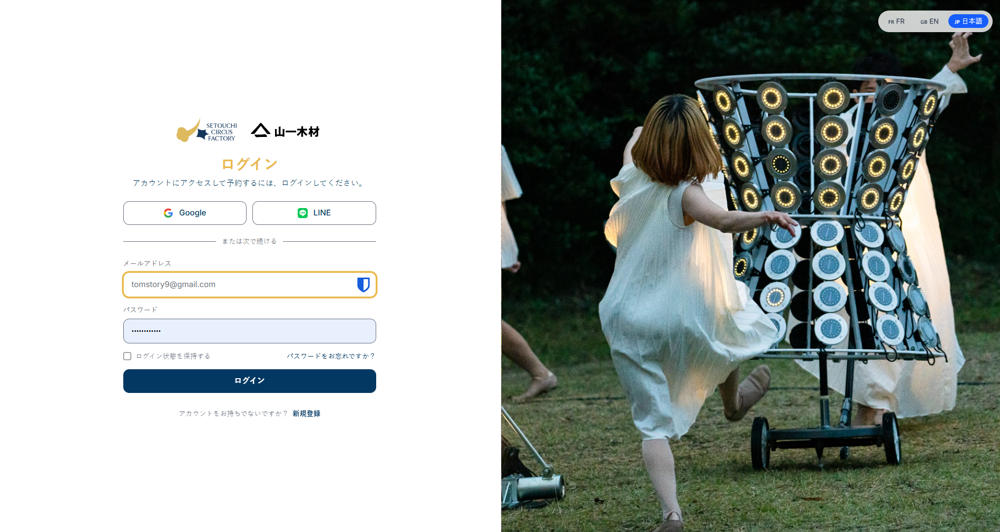 FR FR GB EN JP 日本語
SETOUCHI
CIRCUS
FACTORY
山一木材
ログイン
アカウントにアクセスして予約するには、ログインしてください。
Google
LINE
または次で続ける
メールアドレス
tomstory9@gmail.com
パスワード
••••••••••••
ログイン状態を保持する
パスワードをお忘れですか？
ログイン
アカウントをお持ちでないですか？ 新規登録